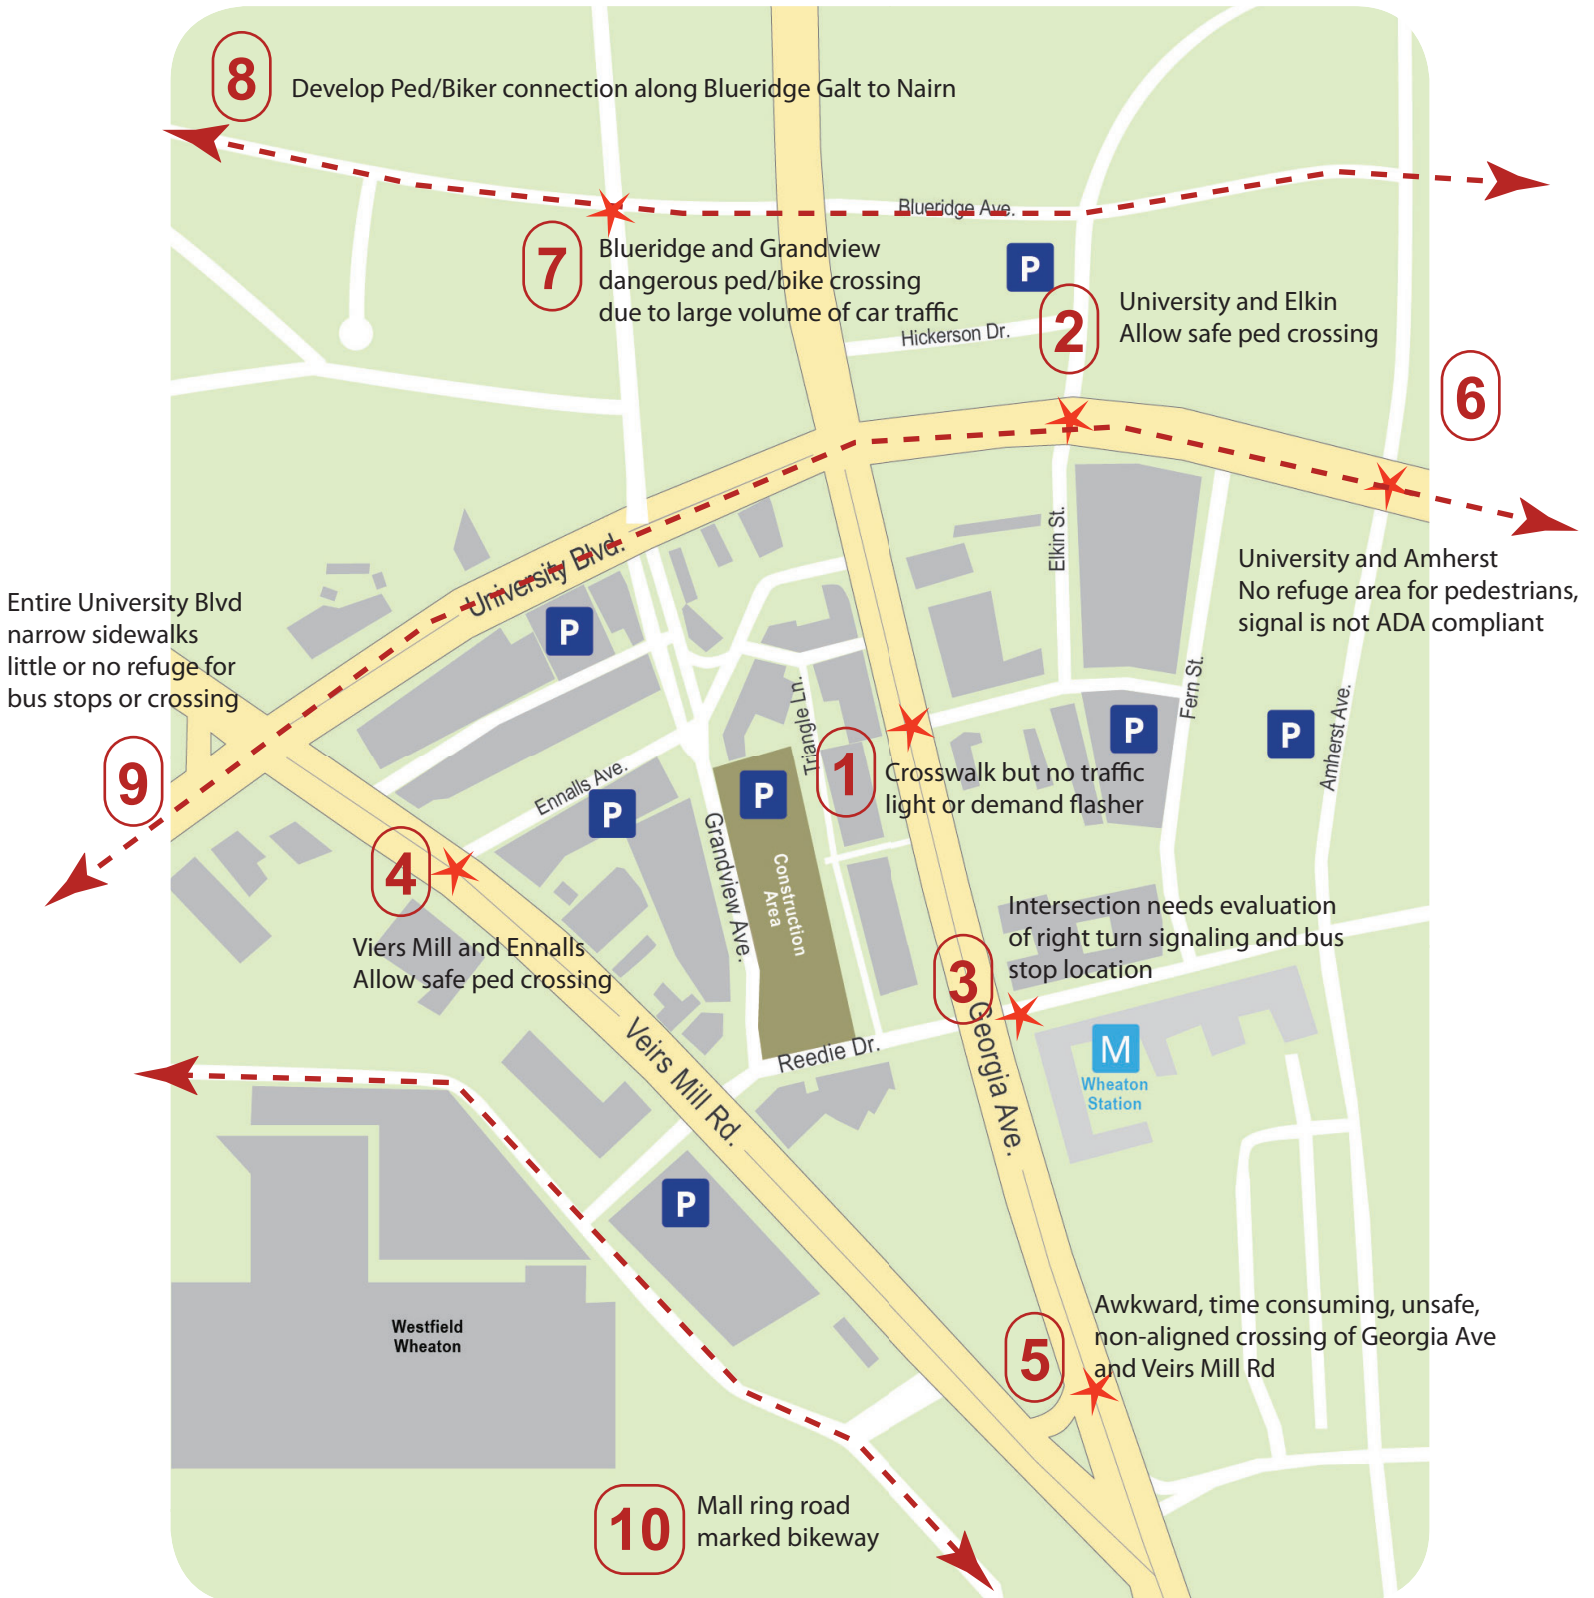 8
Develop Ped/Biker connection along Blueridge Galt to Nairn
Blueridge Ave.
7
Blueridge and Grandview
dangerous ped/bike crossing
due to large volume of car traffic
P
Hickerson Dr.
2
University and Elkin
Allow safe ped crossing
6
University and Amherst
No refuge area for pedestrians,
signal is not ADA compliant
University Blvd.
Elkin St.
Entire University Blvd
narrow sidewalks
little or no refuge for
bus stops or crossing
9
P
Triangle Ln.
Fern St.
Amherst Ave.
P
P
1
Crosswalk but no traffic
light or demand flasher
Ennalls Ave.
P
P
Grandview Ave.
Construction
Area
4
Viers Mill and Ennalls
Allow safe ped crossing
3
Intersection needs evaluation
of right turn signaling and bus
stop location
Georgia Ave.
Reedie Dr.
Veirs Mill Rd.
M
Wheaton
Station
P
Westfield
Wheaton
5
Awkward, time consuming, unsafe,
non-aligned crossing of Georgia Ave
and Veirs Mill Rd
10
Mall ring road
marked bikeway